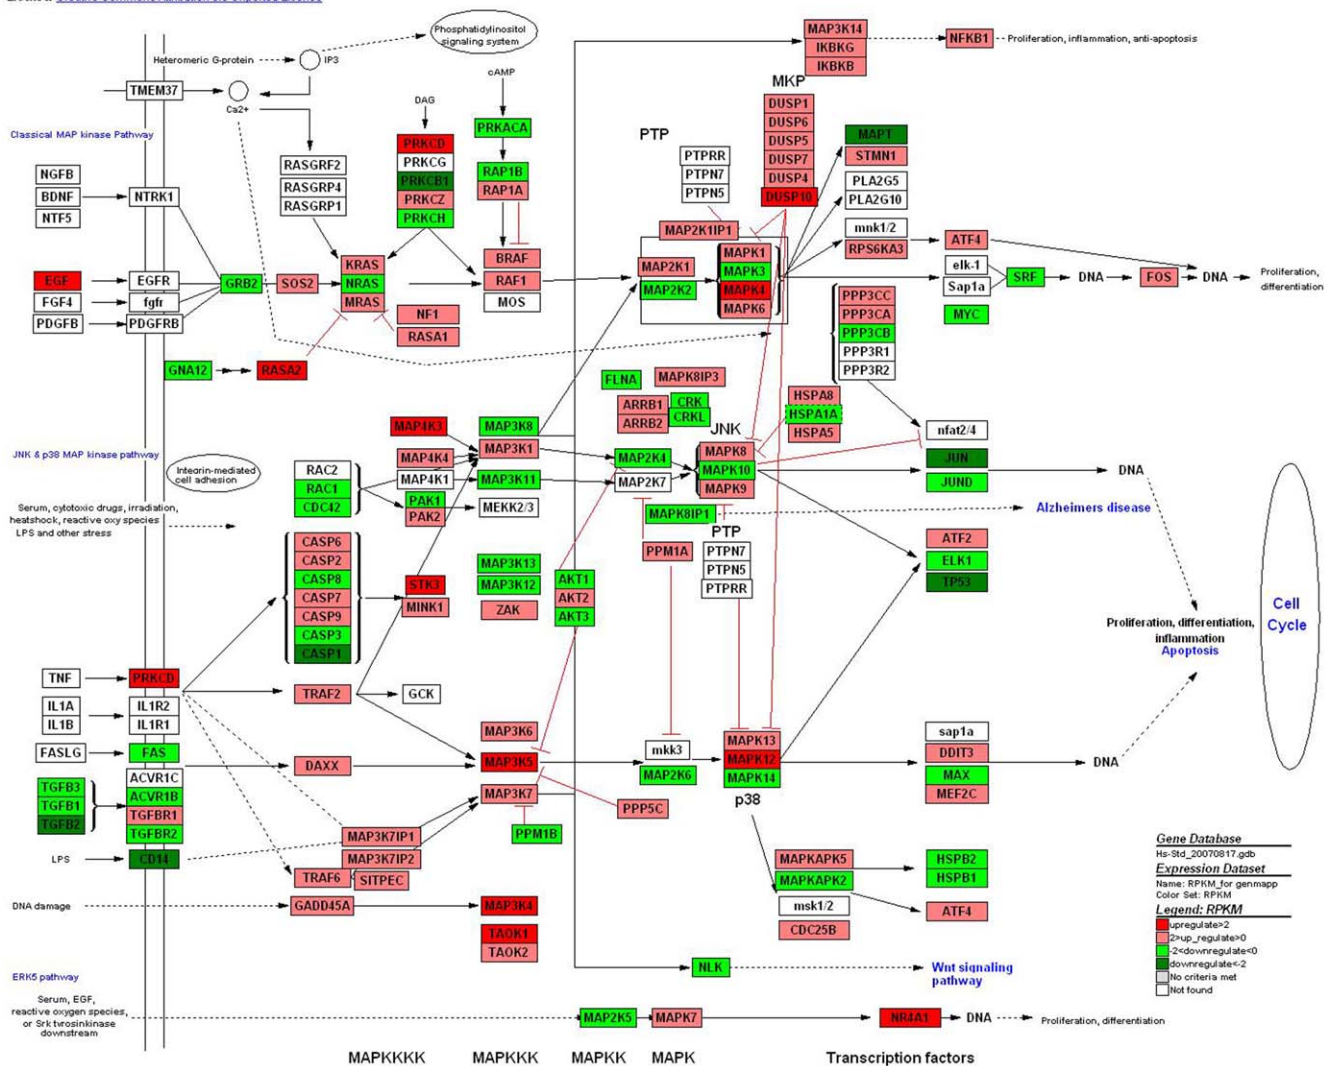 Phosphatidylinositol
signaling system
Heteromeric G-protein
IP3
cAMP
TMEM37
Ca2+
DAG
MAP3K14
IKBKG
IKBKB
NFKB1
Proliferation, inflammation, anti-apoptosis
MKP
DUSP1
DUSP6
DUSP5
DUSP7
DUSP4
DUSP10
PTP
PTPRR
PTPN7
PTPN5
MAPT
STMN1
PLA2G5
PLA2G10
mnk1/2
RPS6KA3
ATF4
Classical MAP kinase Pathway
NGFB
BDNF
NTF5
NTRK1
RASGRF2
RASGRP4
RASGRP1
PRKCD
PRKCG
PRKCB1
PRKCZ
PRKCH
PRKACA
RAP1B
RAP1A
EGF
FGF4
PDGFB
EGFR
fgfr
PDGFRB
GRB2
SOS2
KRAS
NRAS
MRAS
NF1
RASA1
BRAF
RAF1
MOS
MAP2K1IP1
MAP2K1
MAP2K2
MAPK1
MAPK3
MAPK4
MAPK6
elk-1
Sap1a
SRF
DNA
FOS
DNA
Proliferation,
differentiation
MYC
PPP3CC
PPP3CA
PPP3CB
PPP3R1
PPP3R2
GNA12
RASA2
FLNA
MAPK8IP3
ARRB1
ARRB2
CRK
CRKL
HSPA8
HSPA1A
HSPA5
JNK & p38 MAP kinase pathway
Integrin-mediated
cell adhesion
Serum, cytotoxic drugs, irradiation,
heatshock, reactive oxy species
LPS and other stress
RAC2
RAC1
CDC42
MAP4K3
MAP4K4
MAP4K1
PAK1
PAK2
MAP3K8
MAP3K1
MAP3K11
MEKK2/3
MAP2K4
MAP2K7
JNK
MAPK8
MAPK10
MAPK9
MAPK8IP1
nfat2/4
JUN
JUND
DNA
Alzheimers disease
PTP
PTPN7
PTPN5
PTPRR
PPM1A
ATF2
ELK1
TP53
CASP6
CASP2
CASP8
CASP7
CASP9
CASP3
CASP1
STK3
MINK1
MAP3K13
MAP3K12
ZAK
AKT1
AKT2
AKT3
Cell
Cycle
Proliferation, differentiation,
inflammation
Apoptosis
TNF
PRKCD
IL1A
IL1B
IL1R2
IL1R1
FASLG
FAS
TRAF2
GCK
DAXX
MAP3K6
MAP3K5
MAP3K7
mkk3
MAP2K6
MAPK13
MAPK12
MAPK14
p38
sap1a
DDIT3
MAX
MEF2C
DNA
TGFB3
TGFB1
TGFB2
ACVR1C
ACVR1B
TGFBR1
TGFBR2
PPP5C
PPM1B
LPS
CD14
MAP3K7IP1
MAP3K7IP2
TRAF6
SITPEC
MAPKAPK5
MAPKAPK2
msk1/2
CDC25B
HSPB2
HSPB1
ATF4
DNA damage
GADD45A
MAP3K4
TAOK1
TAOK2
NLK
Wnt signaling
pathway
ERK5 pathway
Serum, EGF,
reactive oxygen species,
or Srk tyrosinkinase
downstream
MAP2K5
MAPK7
NR4A1
DNA
Proliferation, differentiation
MAPKKKK
MAPKKK
MAPKK
MAPK
Transcription factors
Gene Database
Hs-Std_20070817.gdb
Expression Dataset
Name: RPKM_for genmapp
Color Set: RPKM
Legend: RPKM
upregulate>2
2>up_regulate>0
-2<downregulate<0
downregulate<-2
No criteria met
Not found